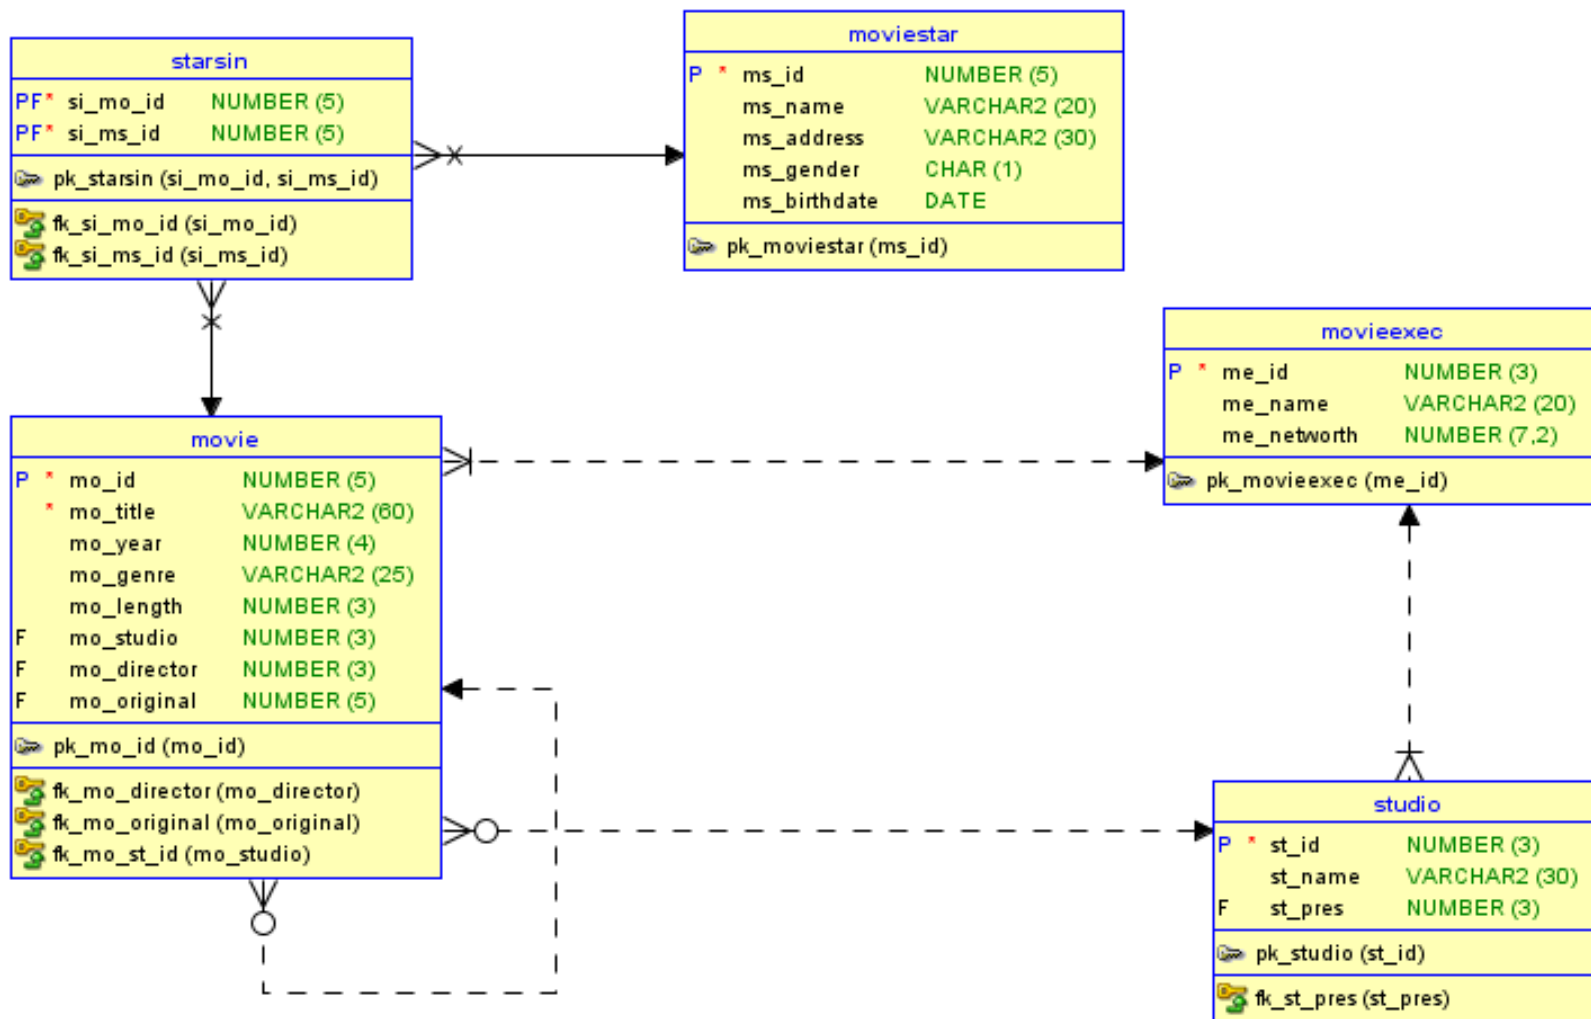 starsin
PF* si_mo_id NUMBER (5)
PF* si_ms_id NUMBER (5)
pk_starsin (si_mo_id, si_ms_id)
fk_si_mo_id (si_mo_id)
fk_si_ms_id (si_ms_id)
moviestar
P * ms_id NUMBER (5)
ms_name VARCHAR2 (20)
ms_address VARCHAR2 (30)
ms_gender CHAR (1)
ms_birthdate DATE
pk_moviestar (ms_id)
movieexec
P * me_id NUMBER (3)
me_name VARCHAR2 (20)
me_networth NUMBER (7,2)
pk_movieexec (me_id)
movie
P * mo_id NUMBER (5)
* mo_title VARCHAR2 (60)
mo_year NUMBER (4)
mo_genre VARCHAR2 (25)
mo_length NUMBER (3)
F mo_studio NUMBER (3)
F mo_director NUMBER (3)
F mo_original NUMBER (5)
pk_mo_id (mo_id)
fk_mo_director (mo_director)
fk_mo_original (mo_original)
fk_mo_st_id (mo_studio)
studio
P * st_id NUMBER (3)
st_name VARCHAR2 (30)
F st_pres NUMBER (3)
pk_studio (st_id)
fk_st_pres (st_pres)